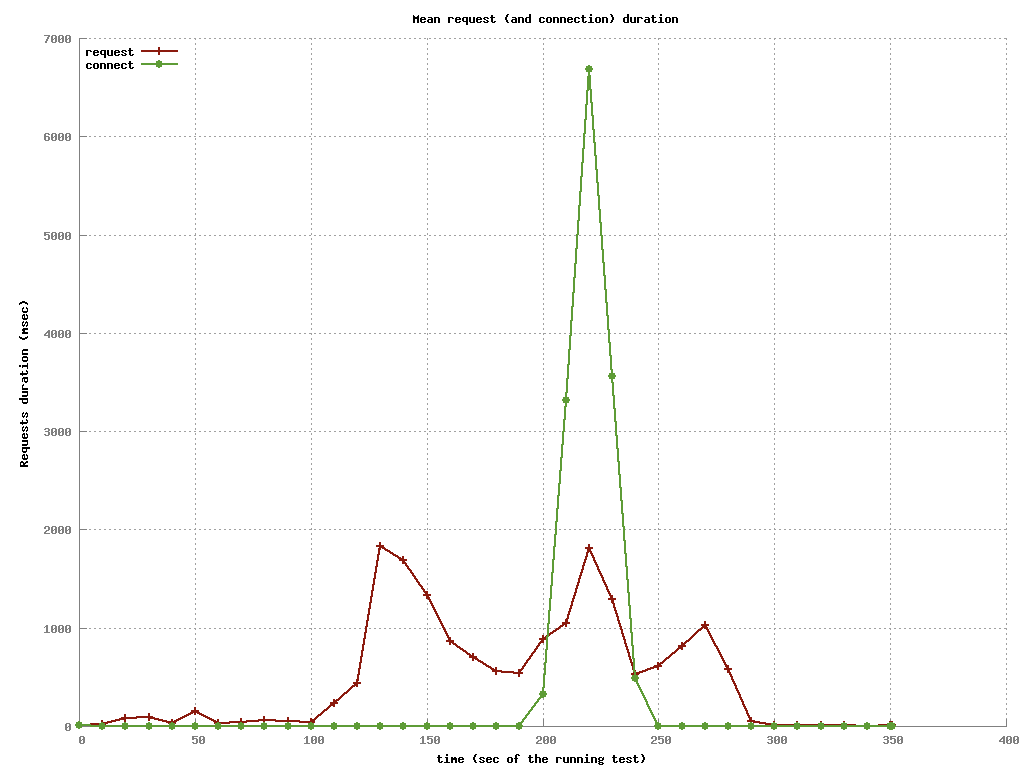 Mean request (and connection) duration
7000
request
connect
6000
5000
4000
Requests duration (msec)
3000
2000
1000
0
0 50 100 150 200 250 300 350 400
time (sec of the running test)